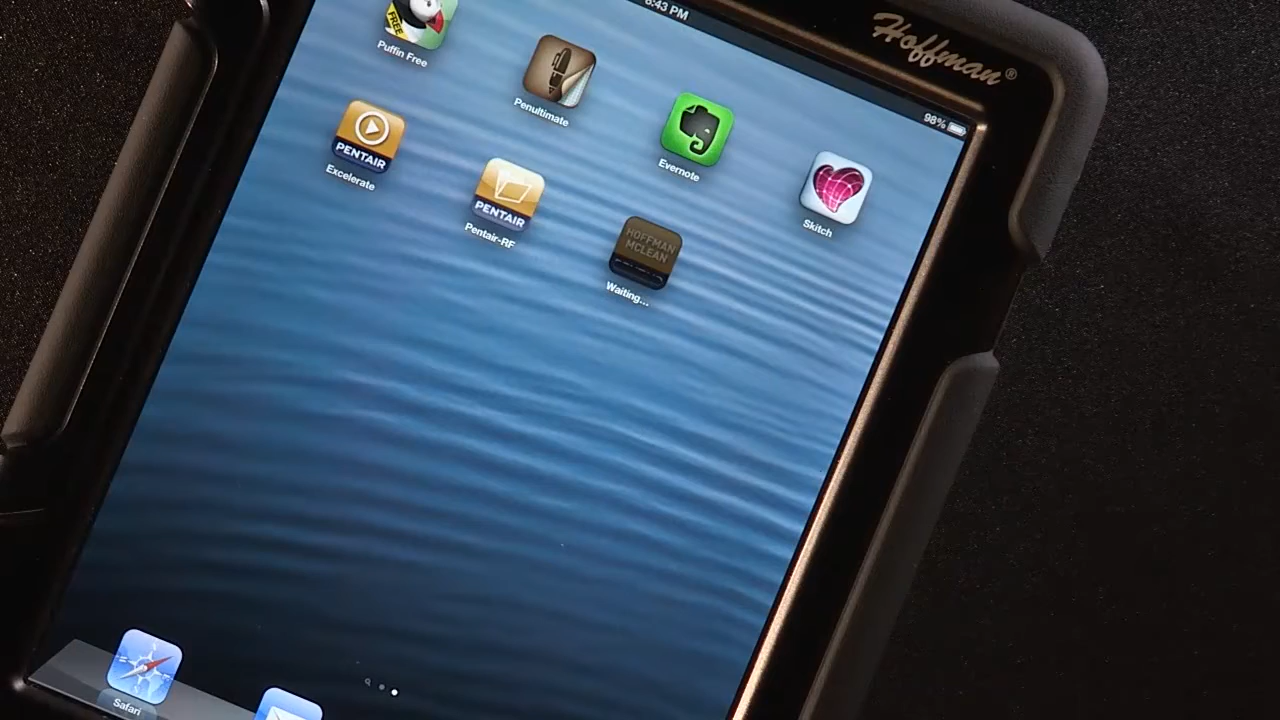 6:43 PM
Hoffman®
98%
FREE
Puffin Free
Penultimate
Evernote
Skitch
PENTAIR
Excelerate
PENTAIR
Pentair-RF
HOFFMAN
MCLEAN
Waiting...
Safari